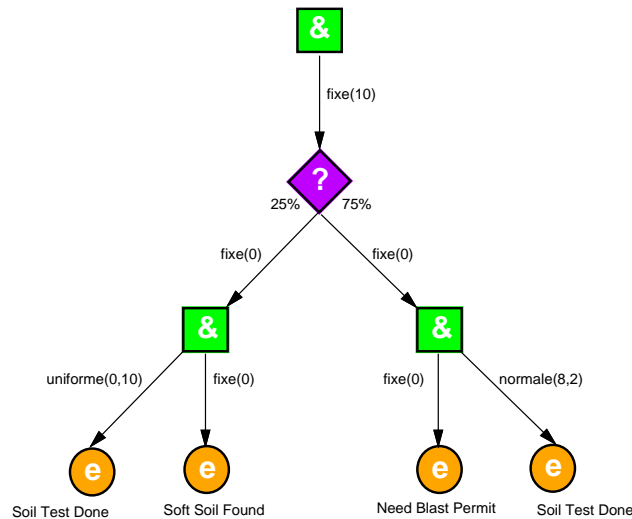 &
fixe(10)
?
25% 75%
fixe(0) fixe(0)
& &
uniforme(0,10) fixe(0) fixe(0) normale(8,2)
e e e e
Soil Test Done Soft Soil Found Need Blast Permit Soil Test Done